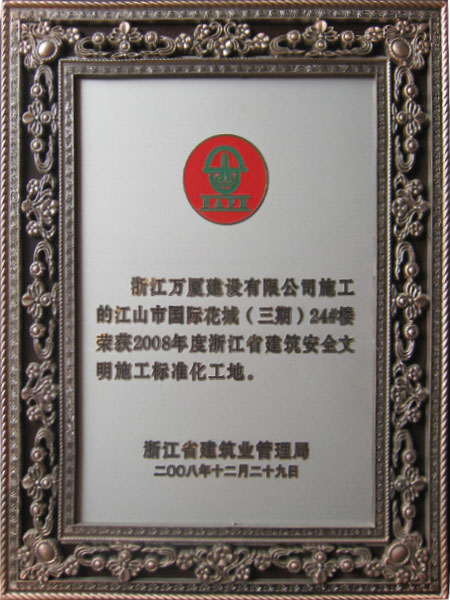 浙江万厦建设有限公司施工
的江山市国际花城（三期）24#楼
荣获2008年度浙江省建筑安全文
明施工标准化工地。
浙江省建筑业管理局
二〇〇八年十二月二十九日